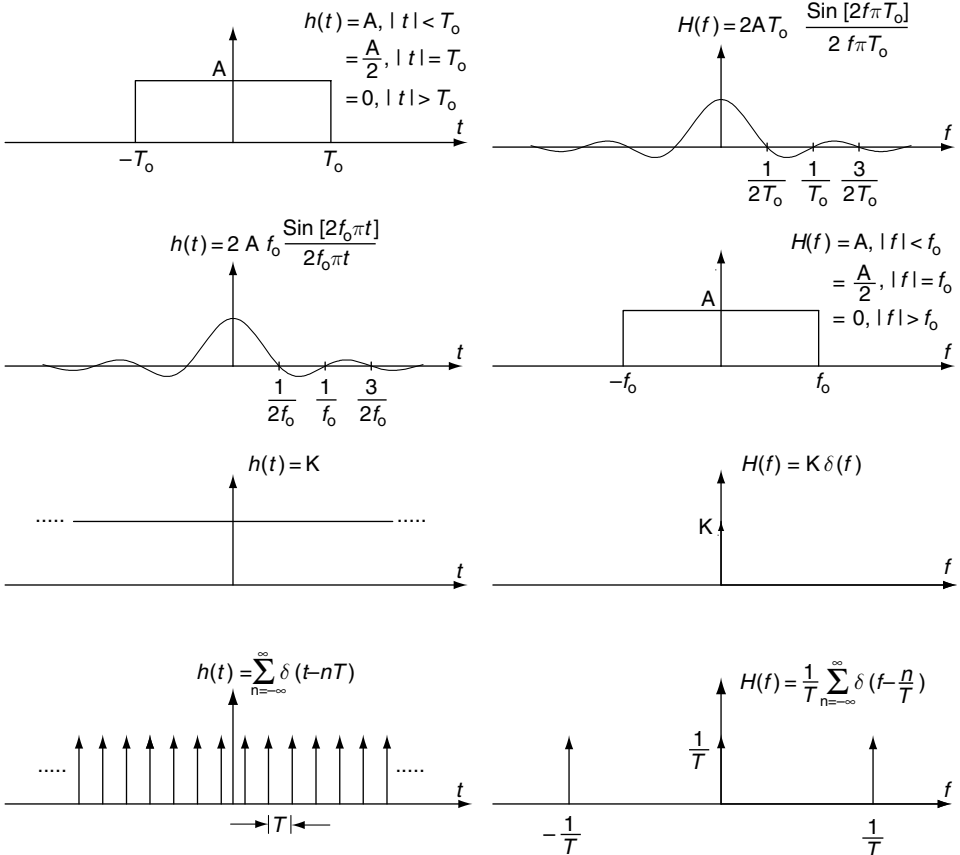 h(t) = A, | t | < Tₒ
= A/2, | t | = Tₒ
= 0, | t | > Tₒ
A
t
−Tₒ
Tₒ
H(f) = 2ATₒ Sin [2fπTₒ] / 2 fπTₒ
f
1/2Tₒ
1/Tₒ
3/2Tₒ
h(t) = 2 A fₒ Sin [2fₒπt] / 2fₒπt
t
1/2fₒ
1/fₒ
3/2fₒ
H(f) = A, | f | < fₒ
= A/2, | f | = fₒ
= 0, | f | > fₒ
A
f
−fₒ
fₒ
h(t) = K
.....
.....
t
H(f) = K δ(f)
K
f
h(t) = ∞∑n=−∞ δ (t−nT)
.....
.....
t
T
H(f) = 1/T ∞∑n=−∞ δ (f−n/T)
1/T
f
−1/T
1/T